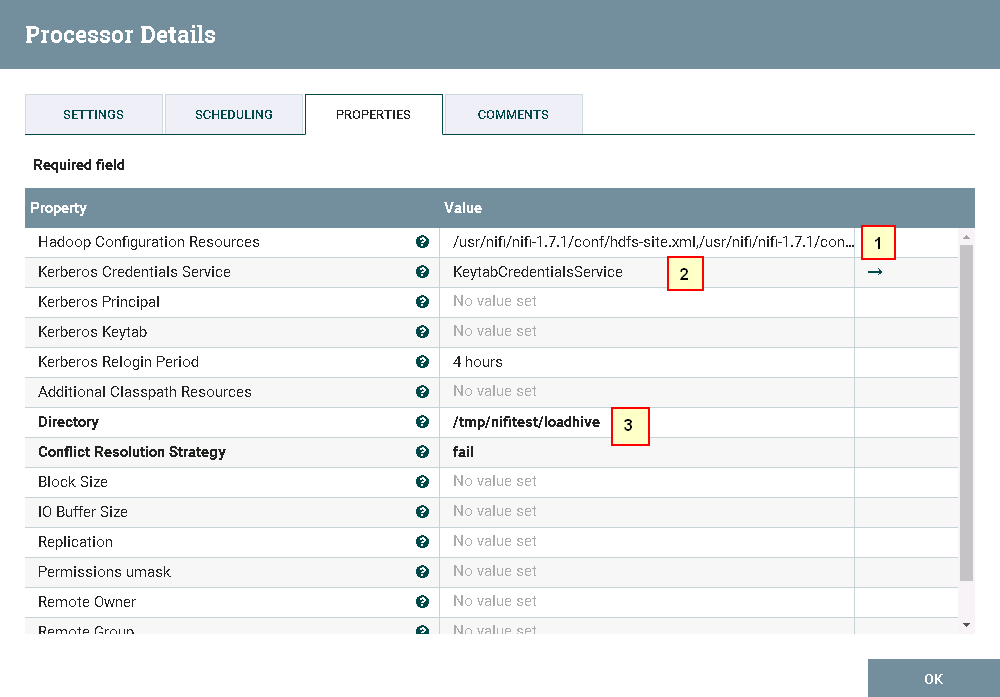 Processor Details
SETTINGS SCHEDULING PROPERTIES COMMENTS
Required field
Property Value
Hadoop Configuration Resources ? /usr/nifi/nifi-1.7.1/conf/hdfs-site.xml,/usr/nifi/nifi-1.7.1/con... 1
Kerberos Credentials Service ? KeytabCredentialsService 2 →
Kerberos Principal ? No value set
Kerberos Keytab ? No value set
Kerberos Relogin Period ? 4 hours
Additional Classpath Resources ? No value set
Directory ? /tmp/nifitest/loadhive 3
Conflict Resolution Strategy ? fail
Block Size ? No value set
IO Buffer Size ? No value set
Replication ? No value set
Permissions umask ? No value set
Remote Owner ? No value set
Remote Group ? No value set
OK